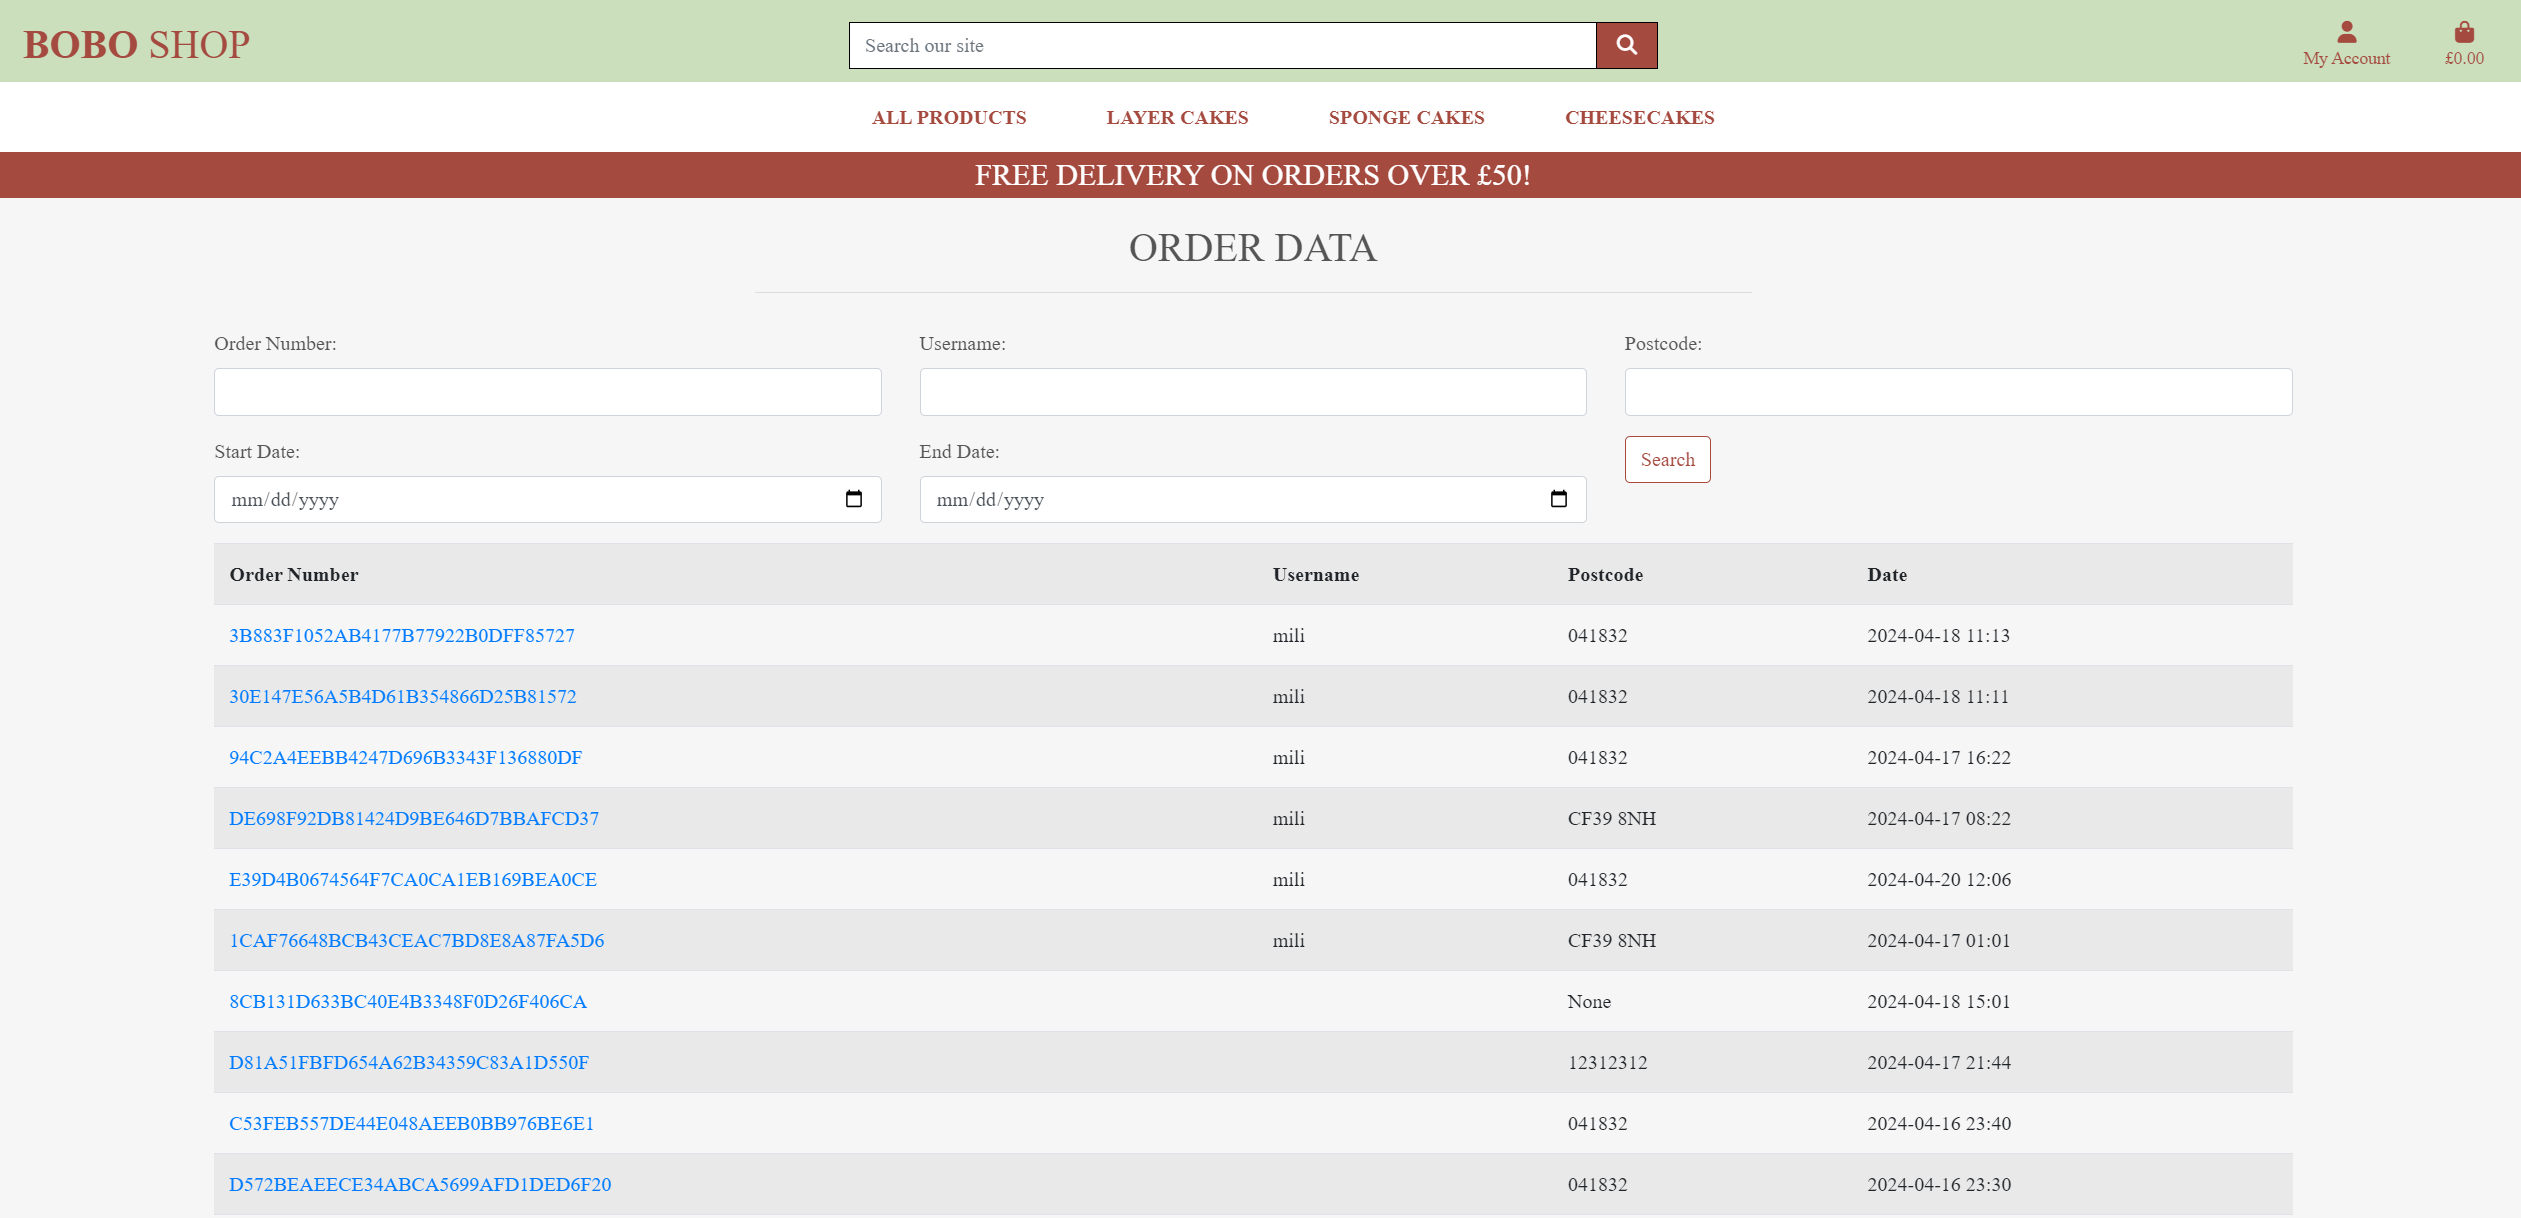 BOBO SHOP
Search our site
My Account
£0.00
ALL PRODUCTS LAYER CAKES SPONGE CAKES CHEESECAKES
FREE DELIVERY ON ORDERS OVER £50!
ORDER DATA
Order Number: Username: Postcode:
Start Date: End Date: Search
mm/dd/yyyy mm/dd/yyyy
Order Number Username Postcode Date
3B883F1052AB4177B77922B0DFF85727 mili 041832 2024-04-18 11:13
30E147E56A5B4D61B354866D25B81572 mili 041832 2024-04-18 11:11
94C2A4EEBB4247D696B3343F136880DF mili 041832 2024-04-17 16:22
DE698F92DB81424D9BE646D7BBAFCD37 mili CF39 8NH 2024-04-17 08:22
E39D4B0674564F7CA0CA1EB169BEA0CE mili 041832 2024-04-20 12:06
1CAF76648BCB43CEAC7BD8E8A87FA5D6 mili CF39 8NH 2024-04-17 01:01
8CB131D633BC40E4B3348F0D26F406CA None 2024-04-18 15:01
D81A51FBFD654A62B34359C83A1D550F 12312312 2024-04-17 21:44
C53FEB557DE44E048AEEB0BB976BE6E1 041832 2024-04-16 23:40
D572BEAEECE34ABCA5699AFD1DED6F20 041832 2024-04-16 23:30